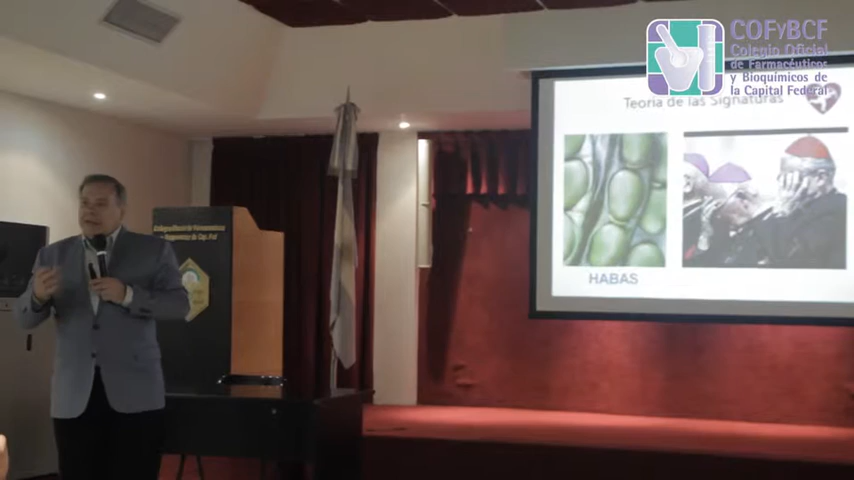 COFyBCF
Colegio Oficial
de Farmacéuticos
y Bioquímicos de
la Capital Federal
Teoría de las Signaturas
HABAS